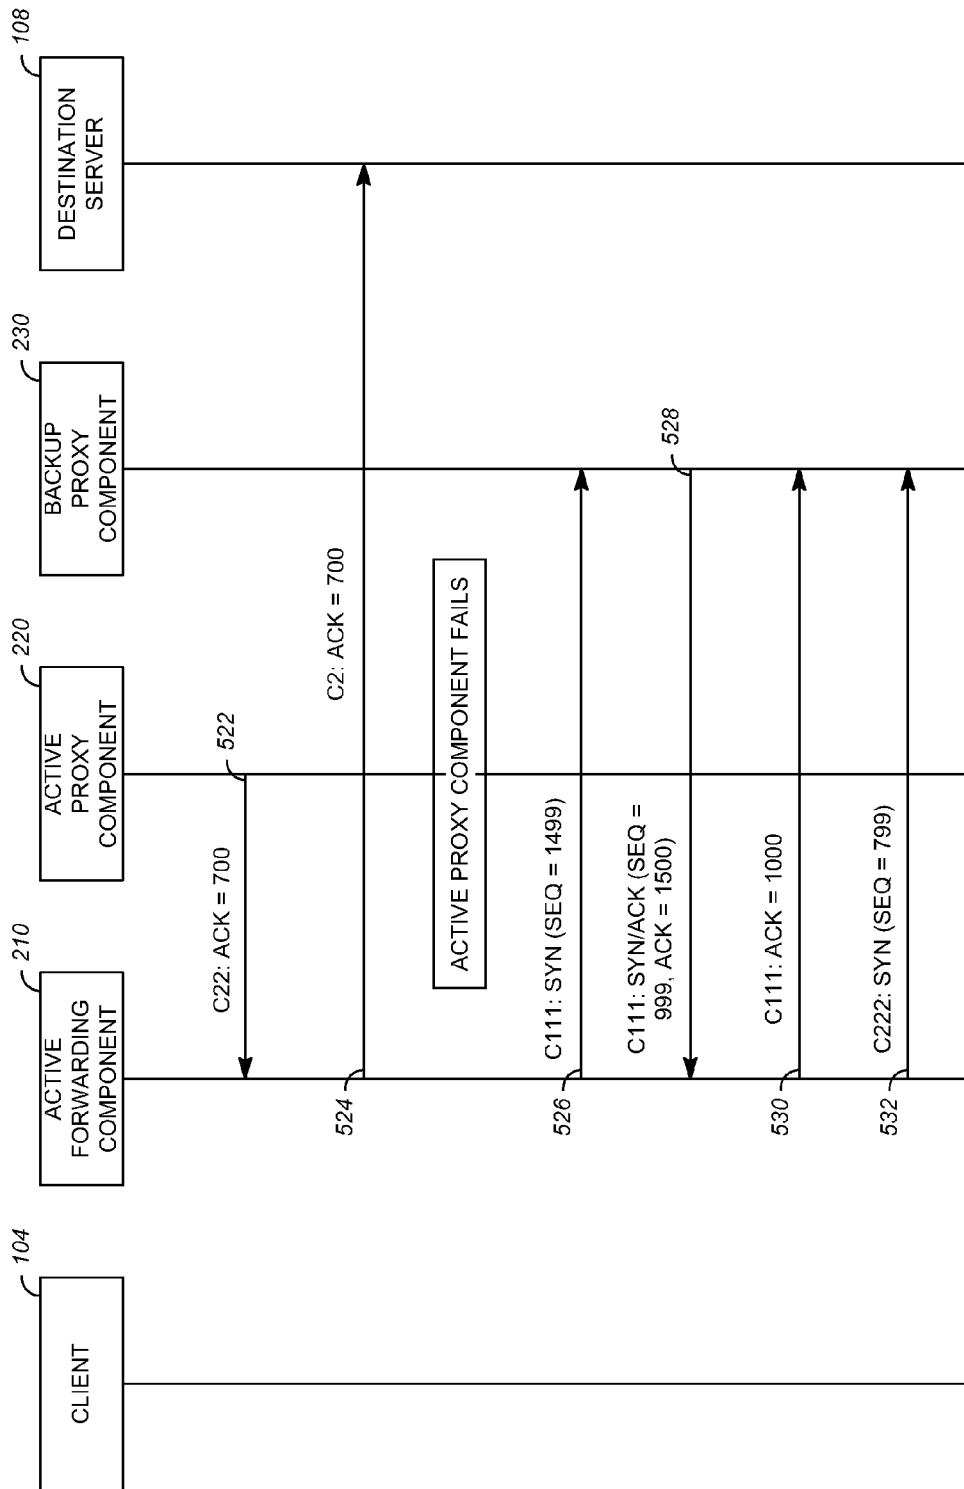 CLIENT
104
ACTIVE
FORWARDING
COMPONENT
210
ACTIVE
PROXY
COMPONENT
220
BACKUP
PROXY
COMPONENT
230
DESTINATION
SERVER
108
C22: ACK = 700
522
524
C2: ACK = 700
ACTIVE PROXY COMPONENT FAILS
526
C111: SYN (SEQ = 1499)
C111: SYN/ACK (SEQ =
999, ACK = 1500)
528
530
C111: ACK = 1000
532
C222: SYN (SEQ = 799)